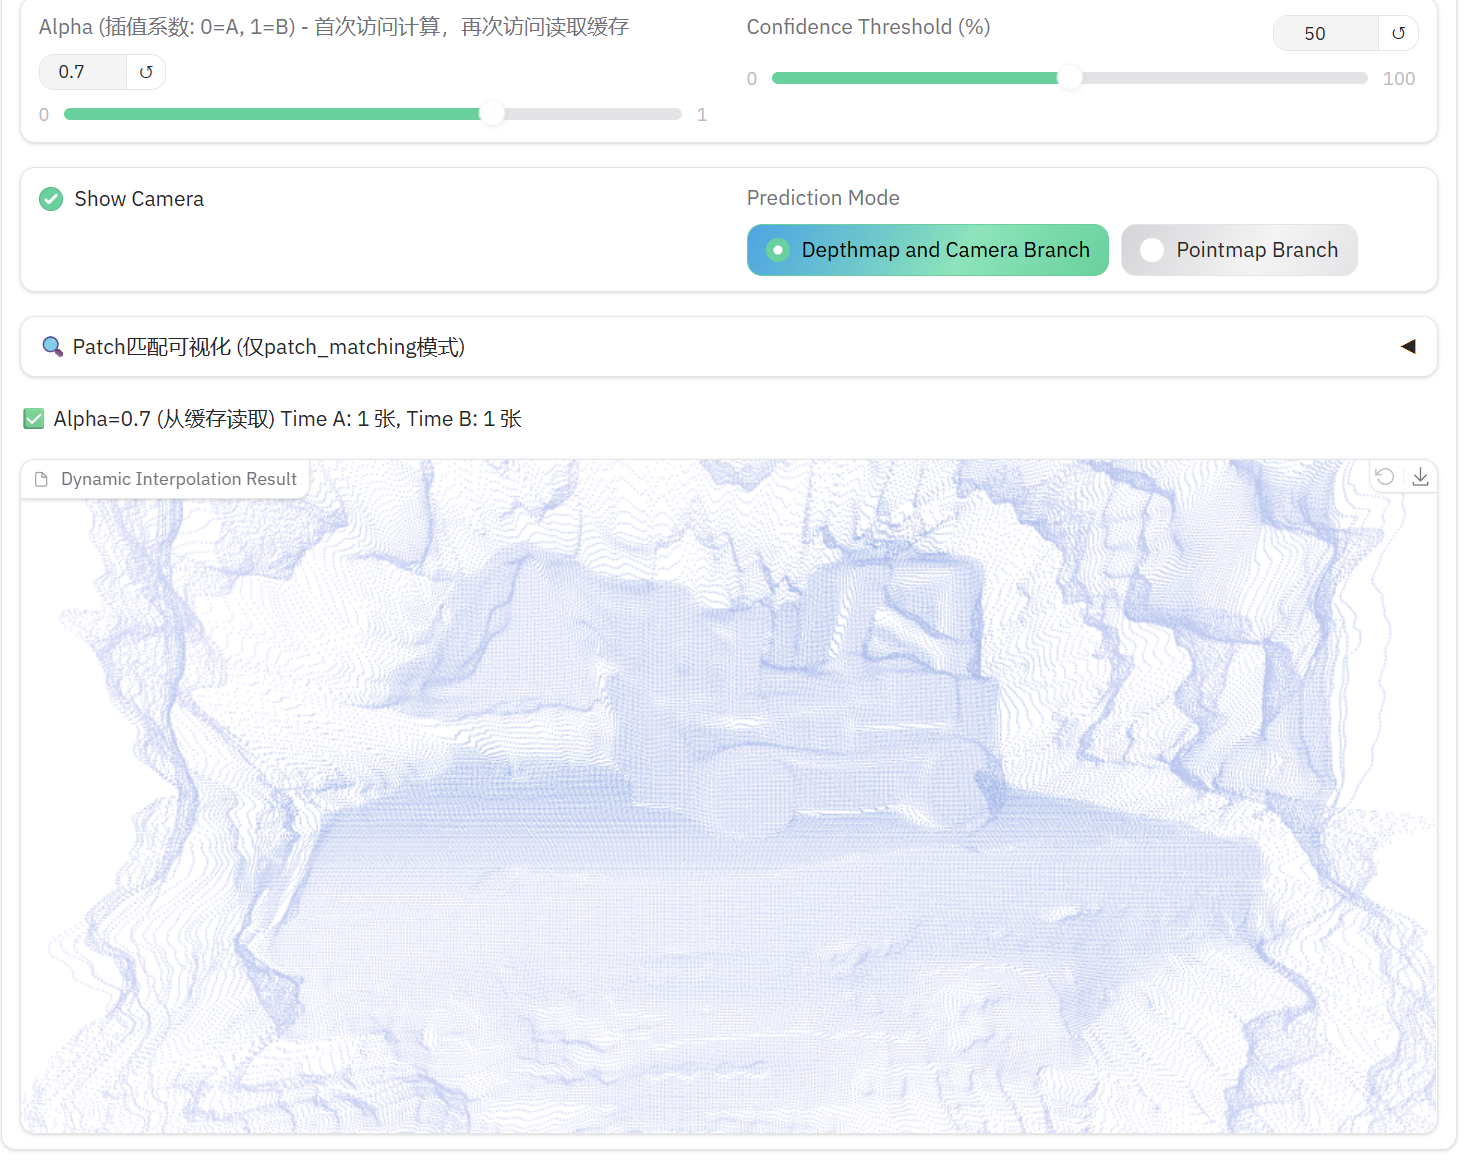 Alpha (插值系数: 0=A, 1=B) - 首次访问计算，再次访问读取缓存
0.7
0
1
Confidence Threshold (%)
50
0
100
Show Camera
Prediction Mode
Depthmap and Camera Branch
Pointmap Branch
Patch匹配可视化 (仅patch_matching模式)
Alpha=0.7 (从缓存读取) Time A: 1 张, Time B: 1 张
Dynamic Interpolation Result